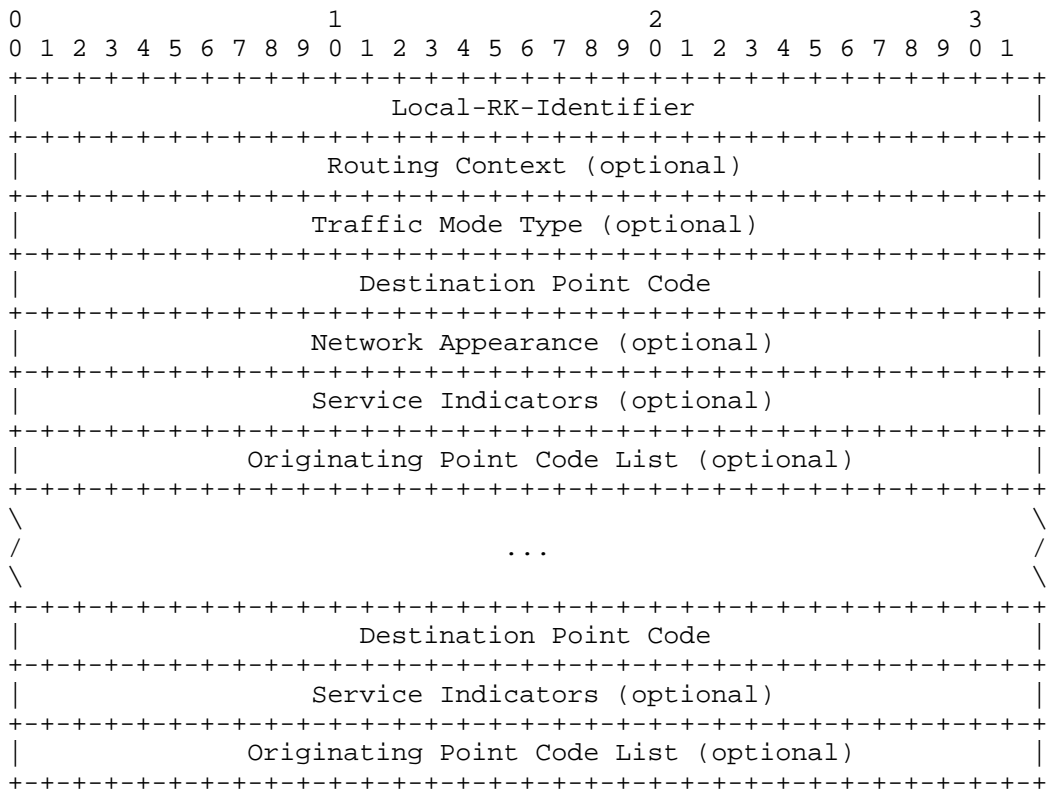 0                   1                   2                   3
0 1 2 3 4 5 6 7 8 9 0 1 2 3 4 5 6 7 8 9 0 1 2 3 4 5 6 7 8 9 0 1
+-+-+-+-+-+-+-+-+-+-+-+-+-+-+-+-+-+-+-+-+-+-+-+-+-+-+-+-+-+-+-+-+
|                       Local-RK-Identifier                     |
+-+-+-+-+-+-+-+-+-+-+-+-+-+-+-+-+-+-+-+-+-+-+-+-+-+-+-+-+-+-+-+-+
|                   Routing Context (optional)                  |
+-+-+-+-+-+-+-+-+-+-+-+-+-+-+-+-+-+-+-+-+-+-+-+-+-+-+-+-+-+-+-+-+
|                  Traffic Mode Type (optional)                 |
+-+-+-+-+-+-+-+-+-+-+-+-+-+-+-+-+-+-+-+-+-+-+-+-+-+-+-+-+-+-+-+-+
|                     Destination Point Code                    |
+-+-+-+-+-+-+-+-+-+-+-+-+-+-+-+-+-+-+-+-+-+-+-+-+-+-+-+-+-+-+-+-+
|                  Network Appearance (optional)                |
+-+-+-+-+-+-+-+-+-+-+-+-+-+-+-+-+-+-+-+-+-+-+-+-+-+-+-+-+-+-+-+-+
|                  Service Indicators (optional)                |
+-+-+-+-+-+-+-+-+-+-+-+-+-+-+-+-+-+-+-+-+-+-+-+-+-+-+-+-+-+-+-+-+
|              Originating Point Code List (optional)           |
+-+-+-+-+-+-+-+-+-+-+-+-+-+-+-+-+-+-+-+-+-+-+-+-+-+-+-+-+-+-+-+-+
\                                                               \
/                              ...                              /
\                                                               \
+-+-+-+-+-+-+-+-+-+-+-+-+-+-+-+-+-+-+-+-+-+-+-+-+-+-+-+-+-+-+-+-+
|                     Destination Point Code                    |
+-+-+-+-+-+-+-+-+-+-+-+-+-+-+-+-+-+-+-+-+-+-+-+-+-+-+-+-+-+-+-+-+
|                  Service Indicators (optional)                |
+-+-+-+-+-+-+-+-+-+-+-+-+-+-+-+-+-+-+-+-+-+-+-+-+-+-+-+-+-+-+-+-+
|              Originating Point Code List (optional)           |
+-+-+-+-+-+-+-+-+-+-+-+-+-+-+-+-+-+-+-+-+-+-+-+-+-+-+-+-+-+-+-+-+